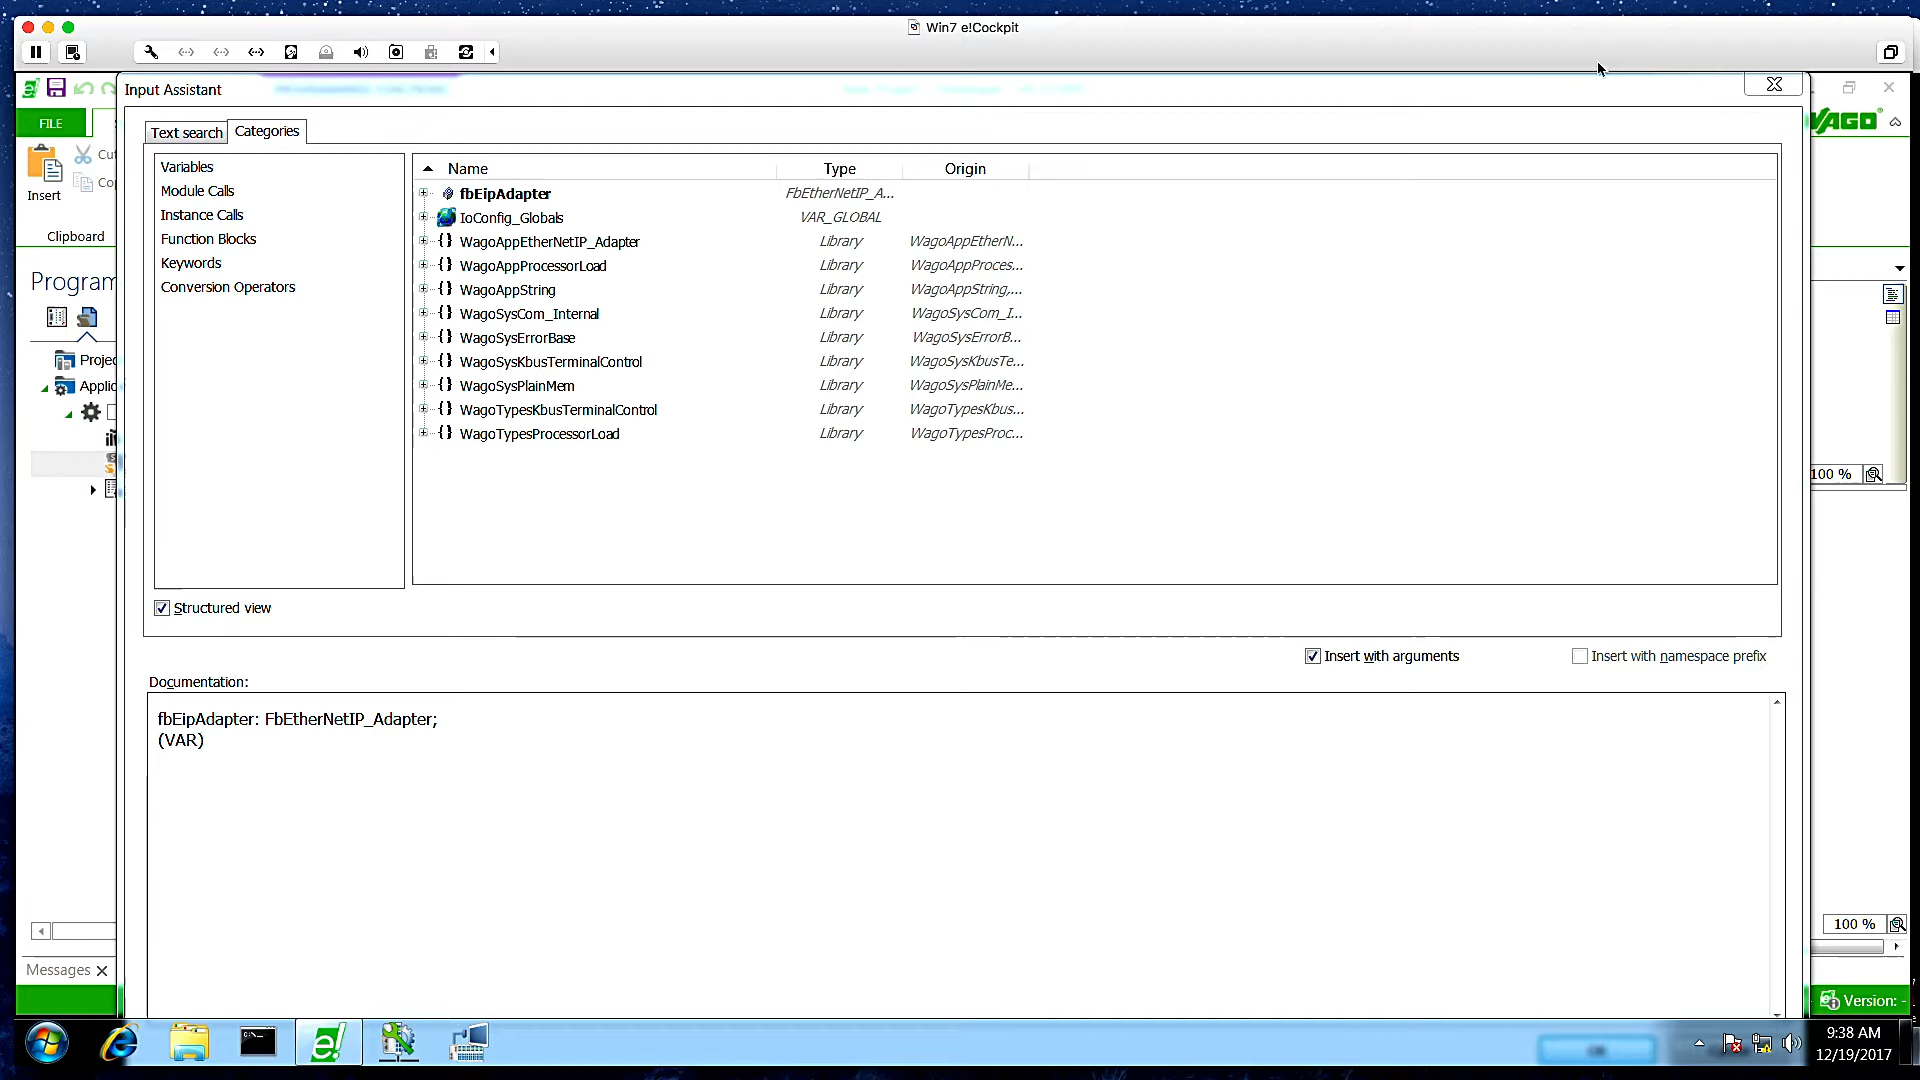 Win7 e!Cockpit
Input Assistant
FILE
WAGO
Text search
Categories
Cu
Co
Insert
Clipboard
Variables
Module Calls
Instance Calls
Function Blocks
Keywords
Conversion Operators
Name Type Origin
fbEipAdapter FbEtherNetIP_A...
IoConfig_Globals VAR_GLOBAL
WagoAppEtherNetIP_Adapter Library WagoAppEtherN...
WagoAppProcessorLoad Library WagoAppProces...
WagoAppString Library WagoAppString,...
WagoSysCom_Internal Library WagoSysCom_I...
WagoSysErrorBase Library WagoSysErrorB...
WagoSysKbusTerminalControl Library WagoSysKbusTe...
WagoSysPlainMem Library WagoSysPlainMe...
WagoTypesKbusTerminalControl Library WagoTypesKbus...
WagoTypesProcessorLoad Library WagoTypesProc...
Program
Projec
Applic
100 %
Structured view
Insert with arguments
Insert with namespace prefix
Documentation:
fbEipAdapter: FbEtherNetIP_Adapter;
(VAR)
100 %
Messages
Version: -
9:38 AM
12/19/2017